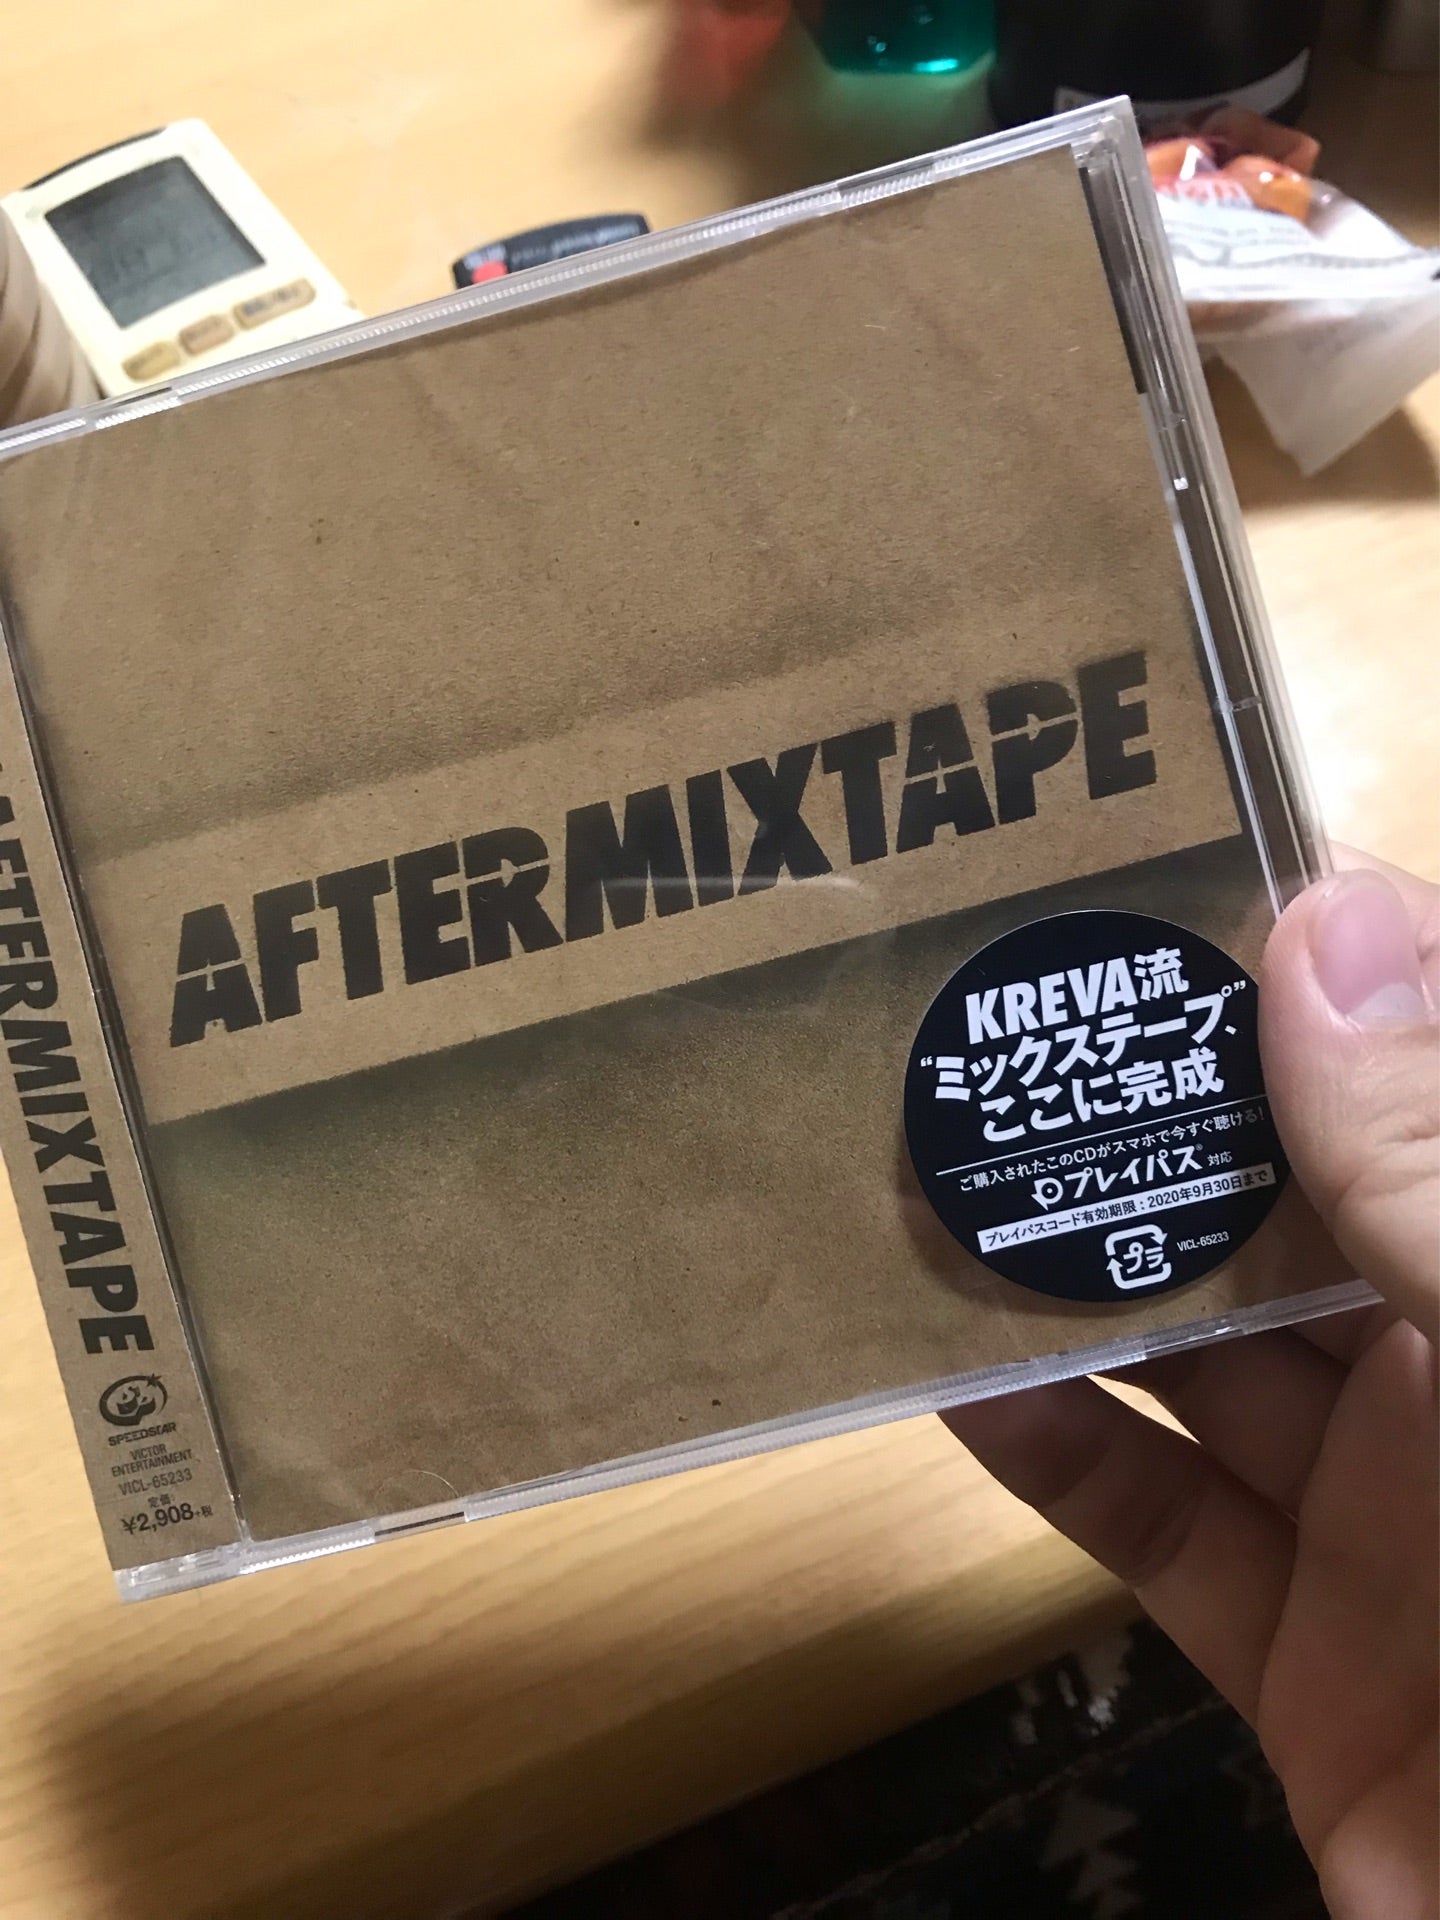 AFTERMIXTAPE
KREVA流
“ミックステープ”、
ここに完成
ご購入されたこのCDがスマホで今すぐ聴ける!
プレイパス® 対応
プレイパスコード有効期限:2020年9月30日まで
プラ
VICL-65233
AFTERMIXTAPE
SPEEDSTAR
VICTOR
ENTERTAINMENT
VICL-65233
定価:
¥2,908+税